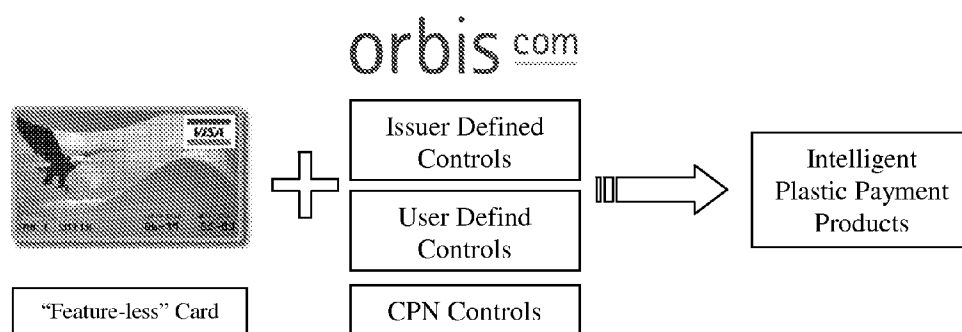 orbis com
VISA
Issuer Defined
Controls
User Defind
Controls
Intelligent
Plastic Payment
Products
"Feature-less" Card
CPN Controls